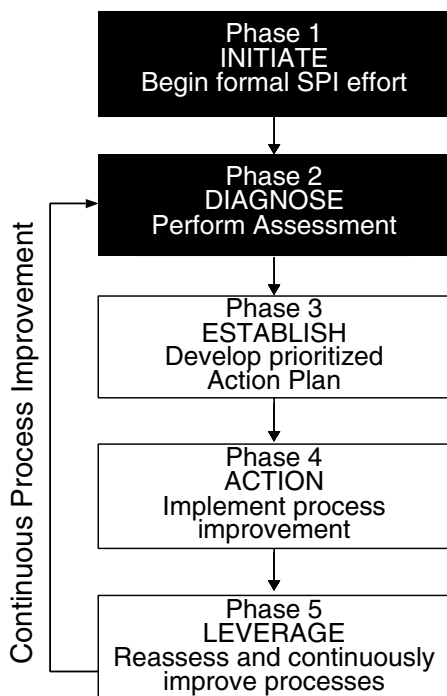 Phase 1
INITIATE
Begin formal SPI effort
Phase 2
DIAGNOSE
Perform Assessment
Phase 3
ESTABLISH
Develop prioritized
Action Plan
Phase 4
ACTION
Implement process
improvement
Phase 5
LEVERAGE
Reassess and continuously
improve processes
Continuous Process Improvement